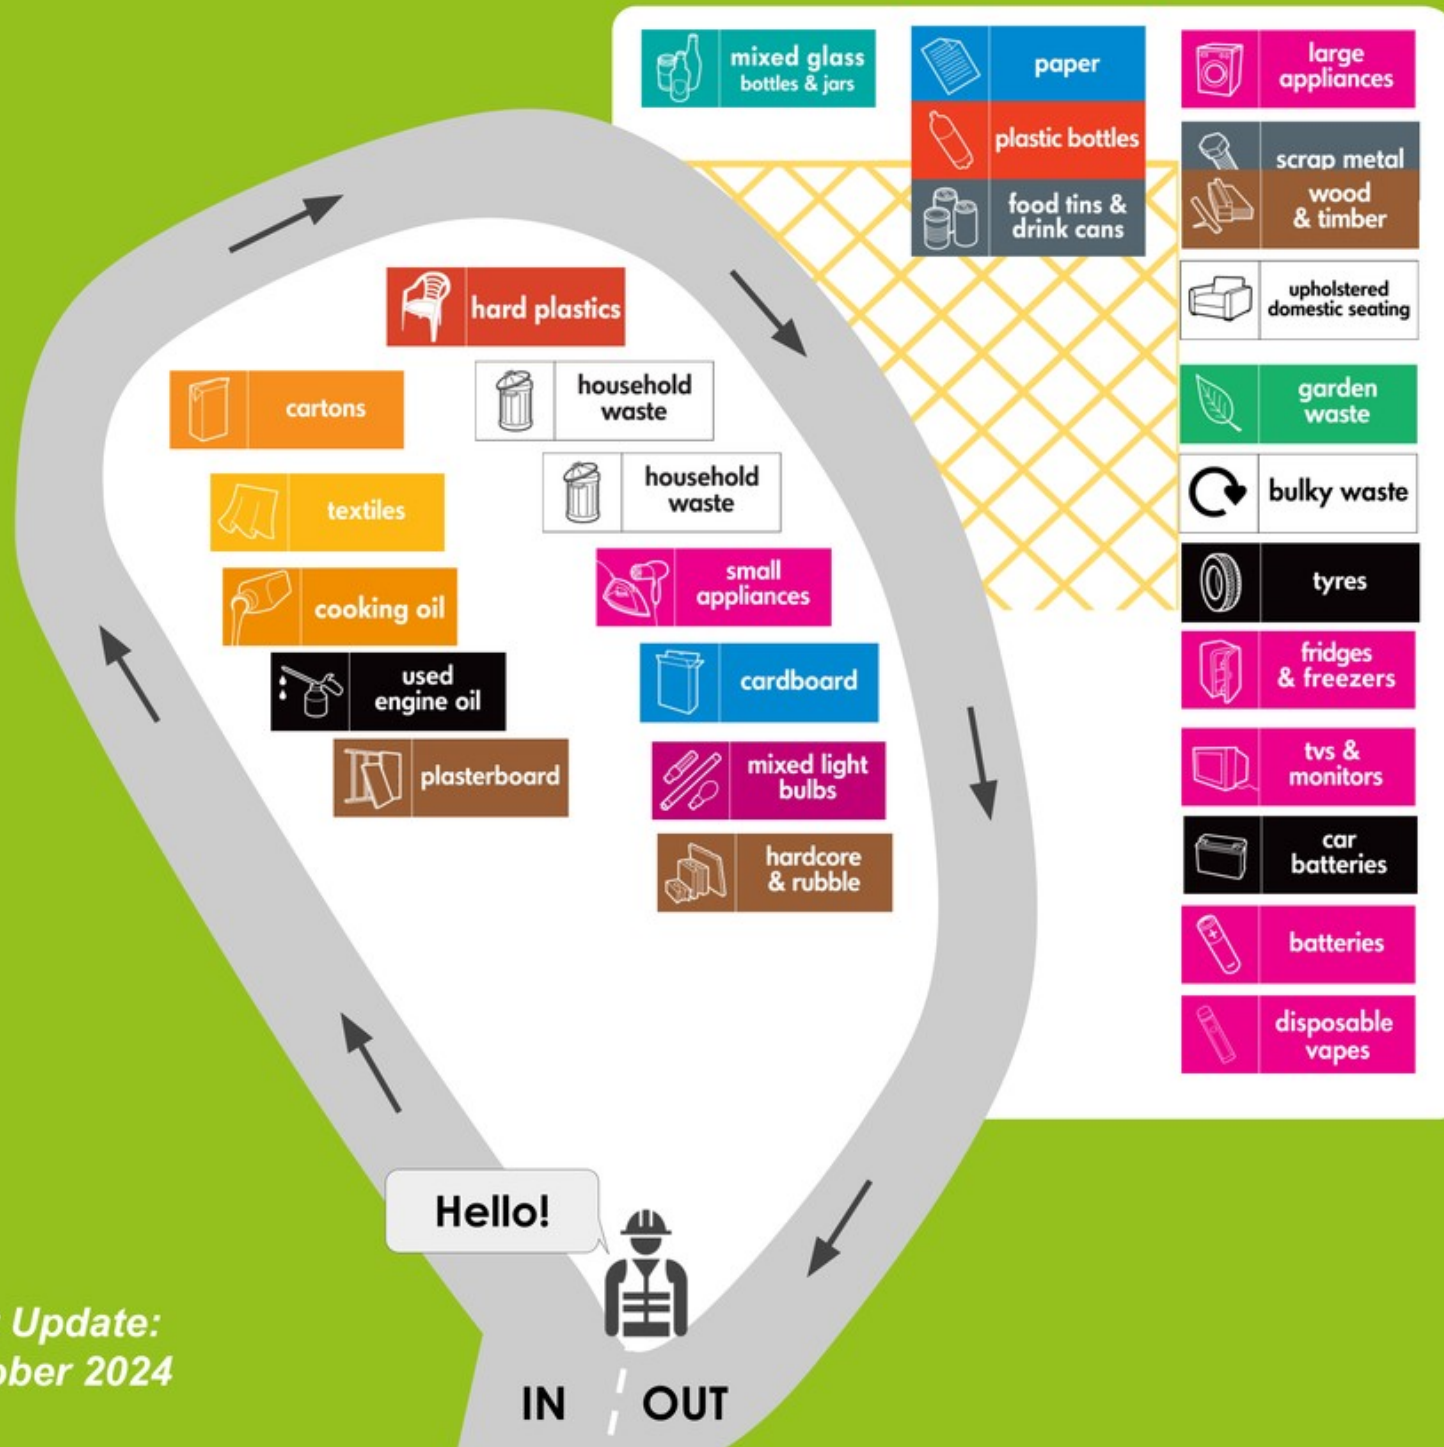 mixed glass
bottles & jars
paper
plastic bottles
food tins &
drink cans
large
appliances
scrap metal
wood
& timber
upholstered
domestic seating
garden
waste
bulky waste
tyres
fridges
& freezers
tvs &
monitors
car
batteries
batteries
disposable
vapes
hard plastics
cartons
household
waste
textiles
household
waste
cooking oil
small
appliances
used
engine oil
cardboard
plasterboard
mixed light
bulbs
hardcore
& rubble
Hello!
Update:
2024
IN
OUT